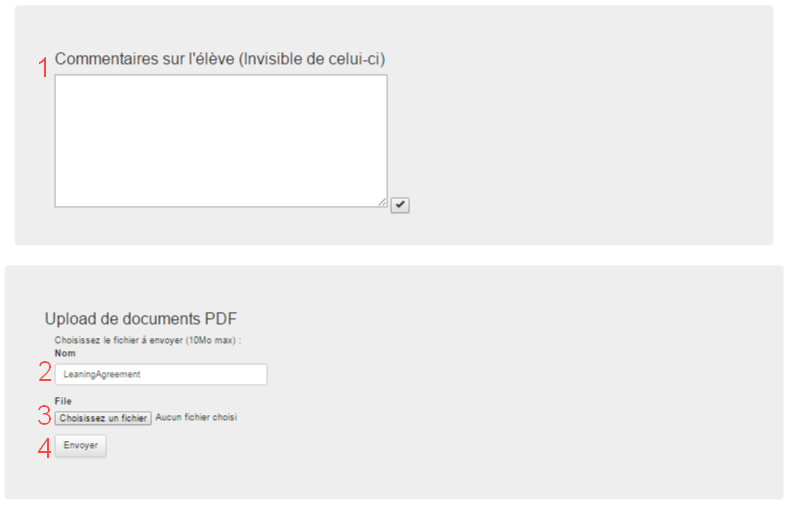 1 Commentaires sur l'élève (Invisible de celui-ci)
Upload de documents PDF
Choisissez le fichier à envoyer (10Mo max) :
Nom
2 LeaningAgreement
File
3 Choisissez un fichier Aucun fichier choisi
4 Envoyer